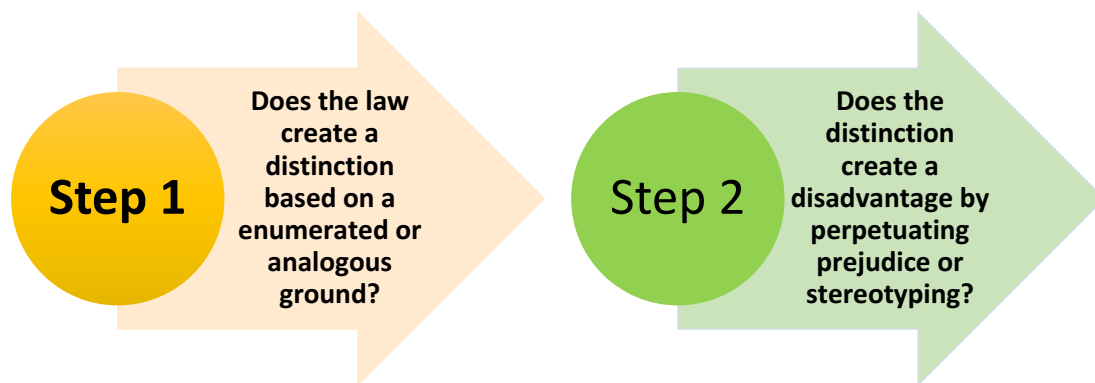 Step 1
Does the law
create a
distinction
based on a
enumerated or
analogous
ground?
Step 2
Does the
distinction
create a
disadvantage by
perpetuating
prejudice or
stereotyping?